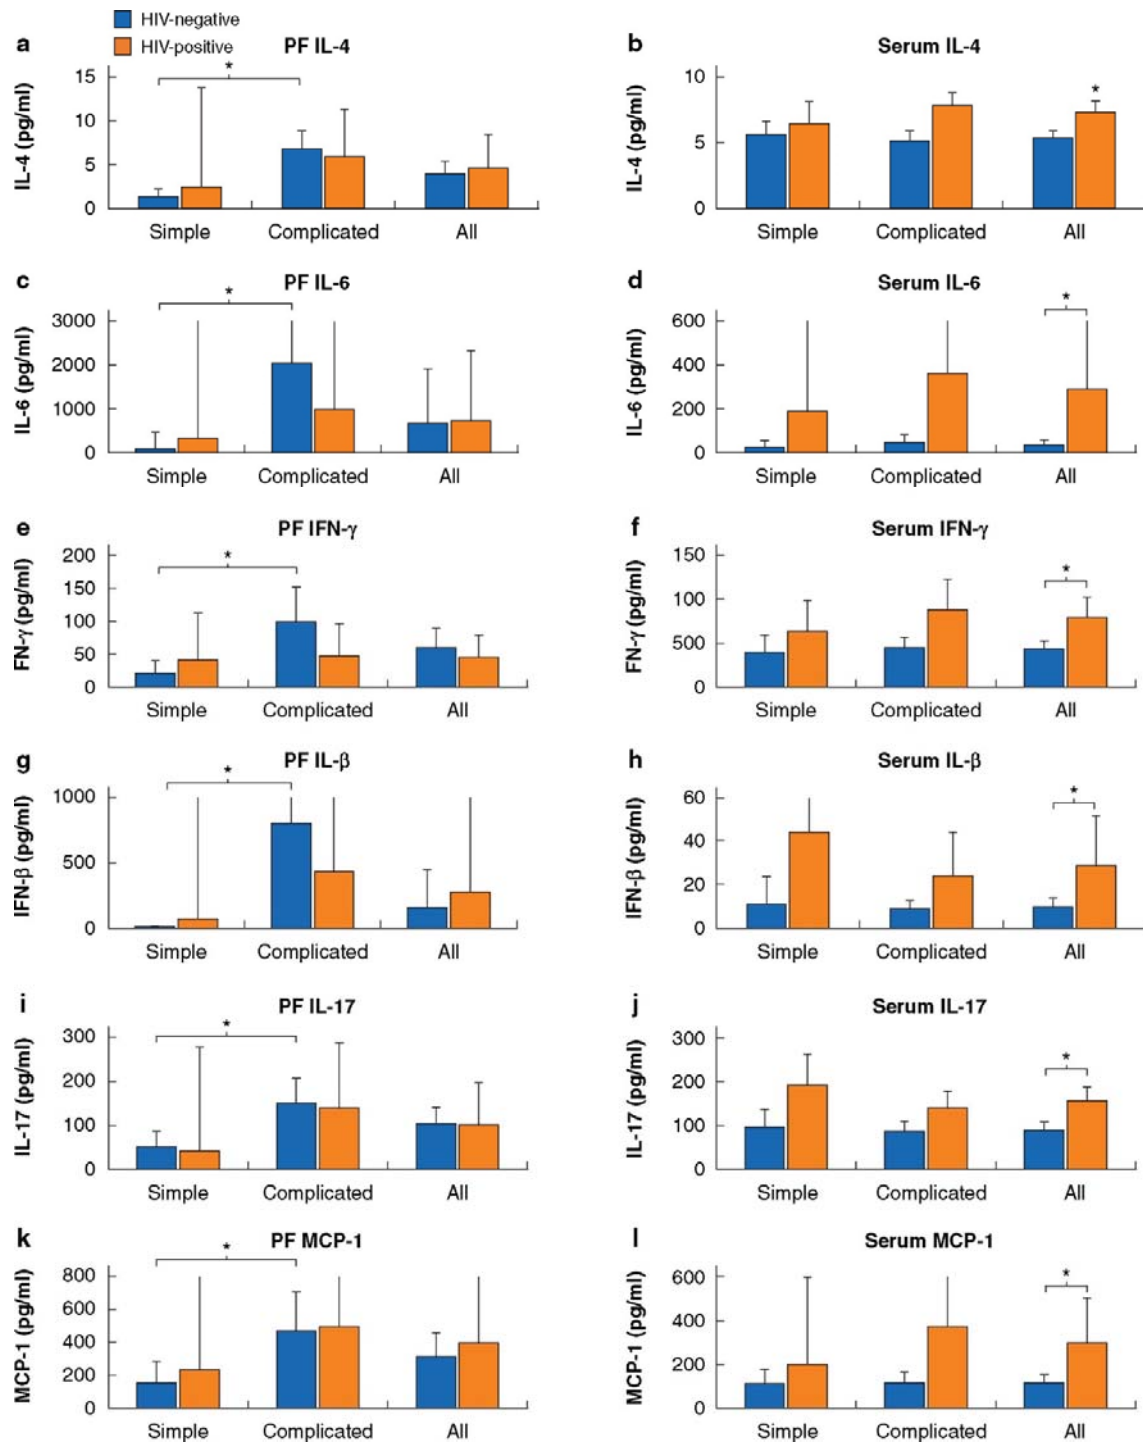 HIV-negative
HIV-positive
a
PF IL-4
IL-4 (pg/ml)
15
10
5
0
*
Simple
Complicated
All
b
Serum IL-4
IL-4 (pg/ml)
10
5
0
*
Simple
Complicated
All
c
PF IL-6
IL-6 (pg/ml)
3000
2000
1000
0
*
Simple
Complicated
All
d
Serum IL-6
IL-6 (pg/ml)
600
400
200
0
*
Simple
Complicated
All
e
PF IFN-γ
FN-γ (pg/ml)
200
150
100
50
0
*
Simple
Complicated
All
f
Serum IFN-γ
FN-γ (pg/ml)
150
100
500
0
*
Simple
Complicated
All
g
PF IL-β
IFN-β (pg/ml)
1000
500
0
*
Simple
Complicated
All
h
Serum IL-β
IFN-β (pg/ml)
60
40
20
0
*
Simple
Complicated
All
i
PF IL-17
IL-17 (pg/ml)
300
200
100
0
*
Simple
Complicated
All
j
Serum IL-17
IL-17 (pg/ml)
300
200
100
0
*
Simple
Complicated
All
k
PF MCP-1
MCP-1 (pg/ml)
800
600
400
200
0
*
Simple
Complicated
All
l
Serum MCP-1
MCP-1 (pg/ml)
600
400
200
0
*
Simple
Complicated
All